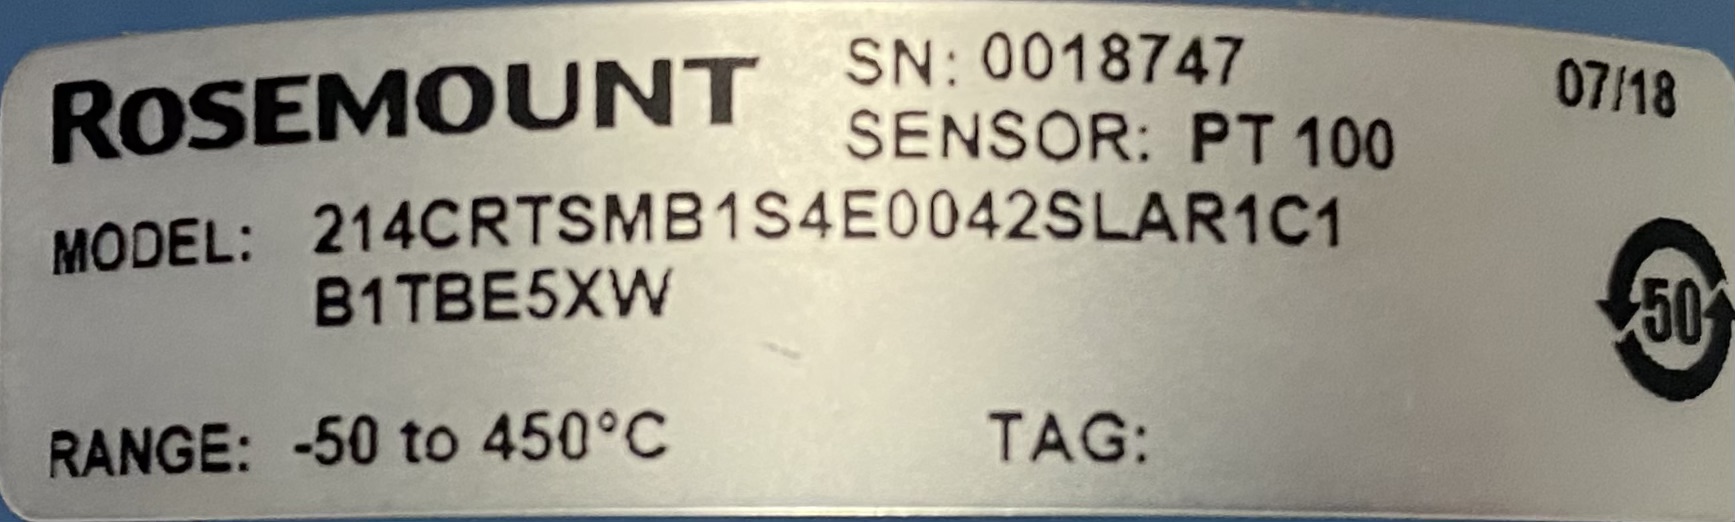 ROSEMOUNT
SN: 0018747
07/18
SENSOR: PT 100
MODEL: 214CRTSMB1S4E0042SLAR1C1
B1TBE5XW
50
RANGE: -50 to 450°C
TAG: